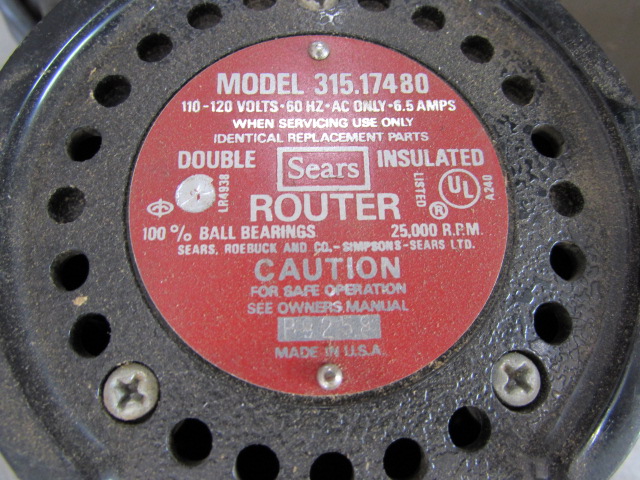 MODEL 315.17480
110-120 VOLTS•60 HZ•AC ONLY•6.5 AMPS
WHEN SERVICING USE ONLY
IDENTICAL REPLACEMENT PARTS
DOUBLE Sears INSULATED
LR4938
LISTED
UL
®
A240
ROUTER
100% BALL BEARINGS 25,000 R.P.M.
SEARS, ROEBUCK AND CO.-SIMPSONS-SEARS LTD.
CAUTION
FOR SAFE OPERATION
SEE OWNERS MANUAL
MADE IN U.S.A.